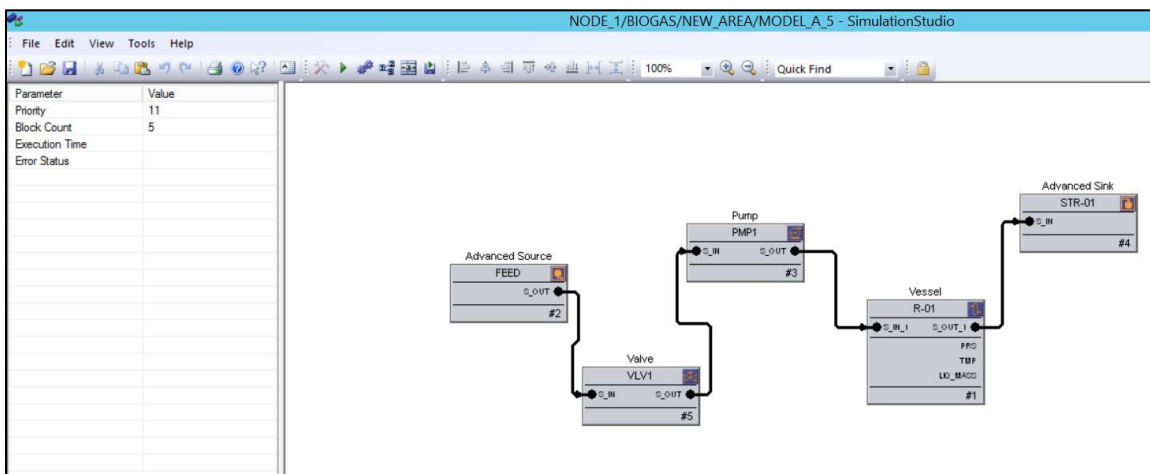 NODE_1/BIOGAS/NEW_AREA/MODEL_A_5 - SimulationStudio
File Edit View Tools Help
100% Quick Find
Parameter Value
Priority 11
Block Count 5
Execution Time
Error Status
Advanced Source
FEED
S_OUT
#2
Valve
VLV1
S_IN S_OUT
#5
Pump
PMP1
S_IN S_OUT
#3
Vessel
R-01
S_IN_1 S_OUT_1
PRS
TMP
LIQ_MASS
#1
Advanced Sink
STR-01
S_IN
#4